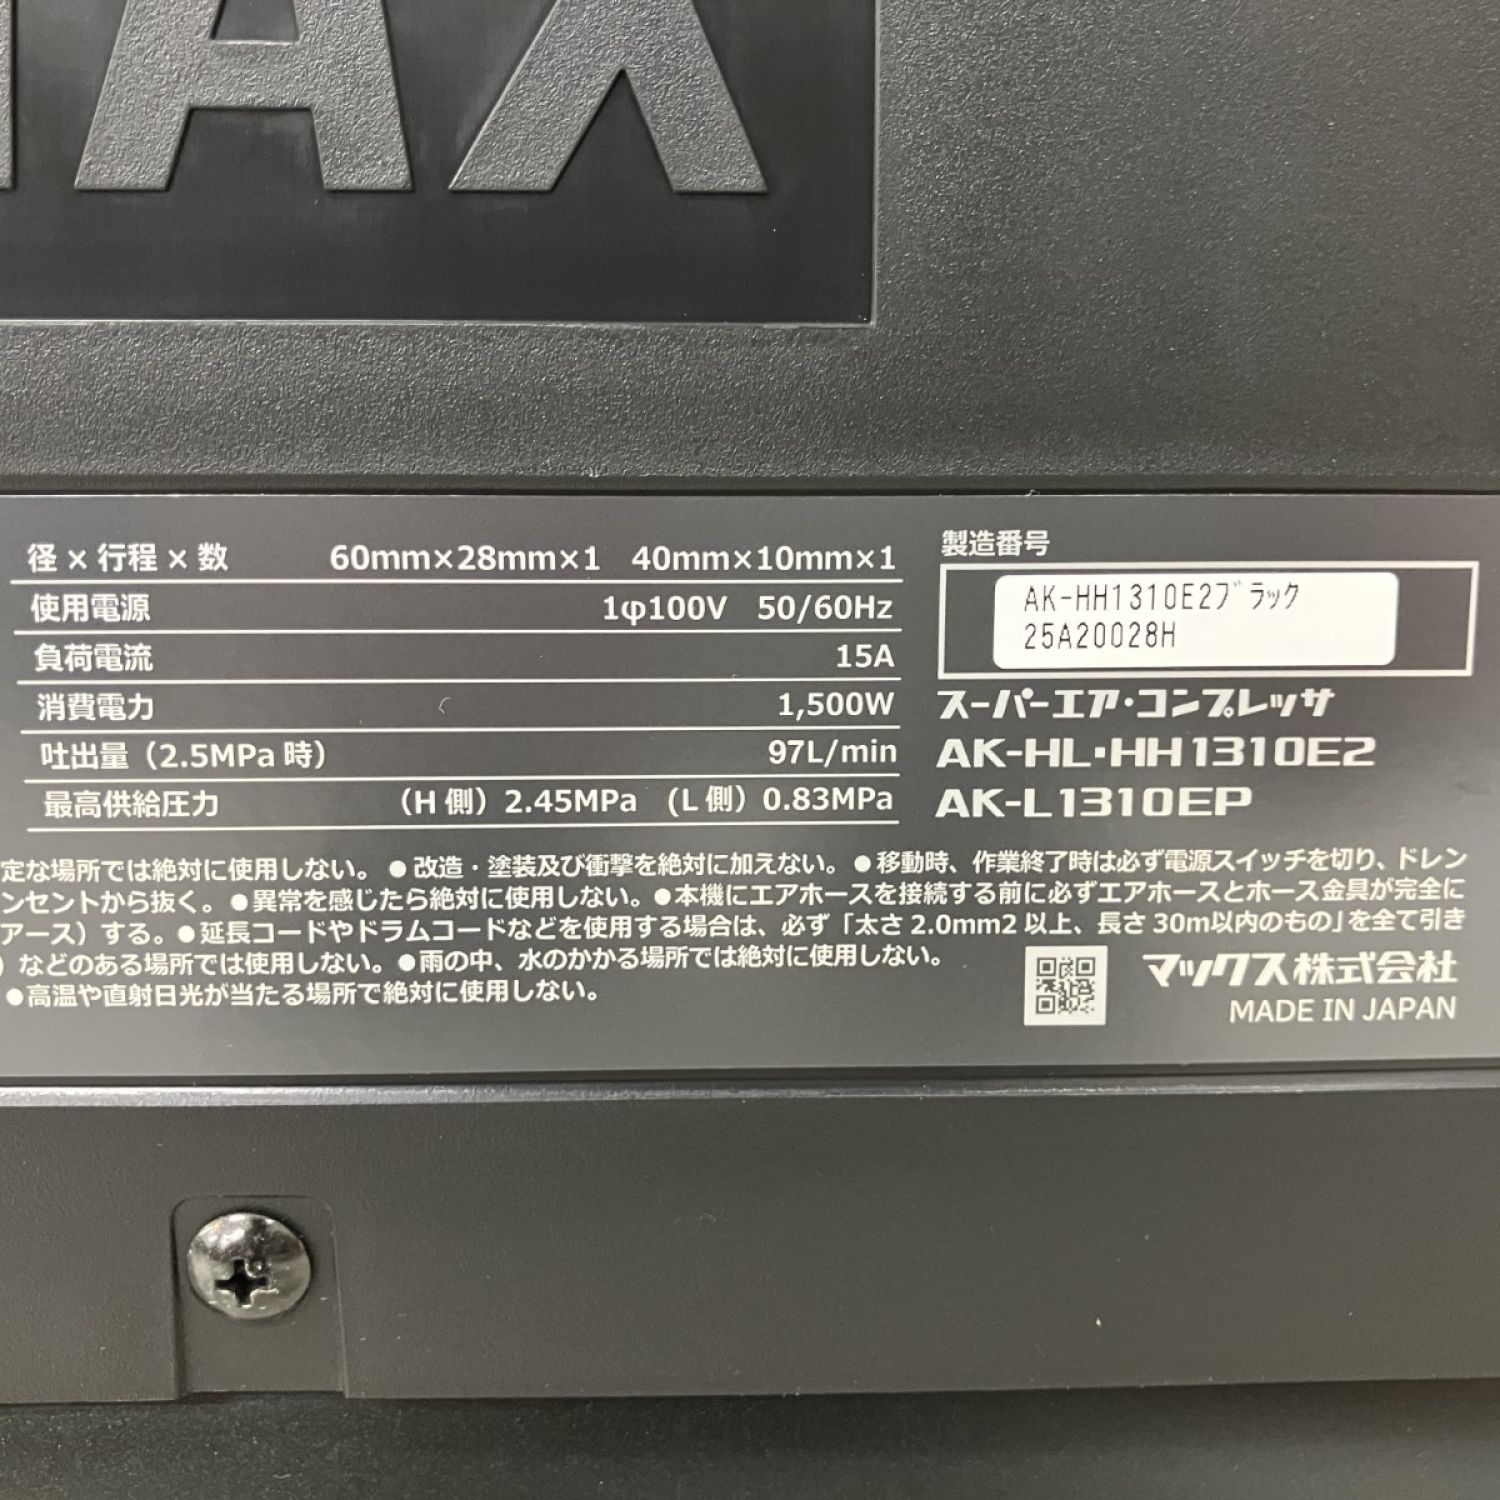 AX
径×行程×数 60mm×28mm×1 40mm×10mm×1
使用電源 1φ100V 50/60Hz
負荷電流 15A
消費電力 1,500W
吐出量（2.5MPa 時） 97L/min
最高供給圧力 （H 側）2.45MPa （L 側）0.83MPa
製造番号
AK-HH1310E2ﾌﾞﾗｯｸ
25A20028H
スーパーエア・コンプレッサ
AK-HL・HH1310E2
AK-L1310EP
定な場所では絶対に使用しない。●改造・塗装及び衝撃を絶対に加えない。●移動時、作業終了時は必ず電源スイッチを切り、ドレン
ンセントから抜く。●異常を感じたら絶対に使用しない。●本機にエアホースを接続する前に必ずエアホースとホース金具が完全に
アース）する。●延長コードやドラムコードなどを使用する場合は、必ず「太さ 2.0mm2 以上、長さ 30m以内のもの」を全て引き
）などのある場所では使用しない。●雨の中、水のかかる場所では絶対に使用しない。
●高温や直射日光が当たる場所で絶対に使用しない。
マックス株式会社
MADE IN JAPAN